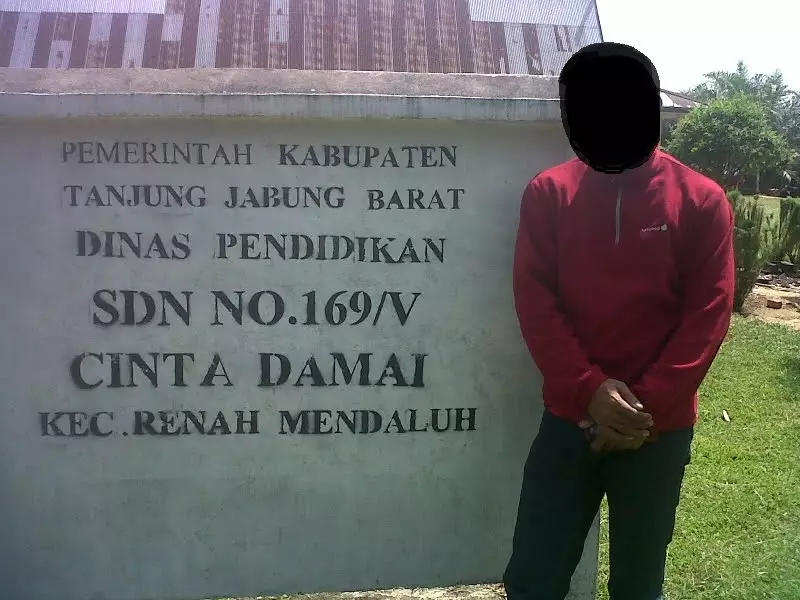 PEMERINTAH KABUPATEN
TANJUNG JABUNG BARAT
DINAS PENDIDIKAN
SDN NO.169/V
CINTA DAMAI
KEC.RENAH MENDALUH